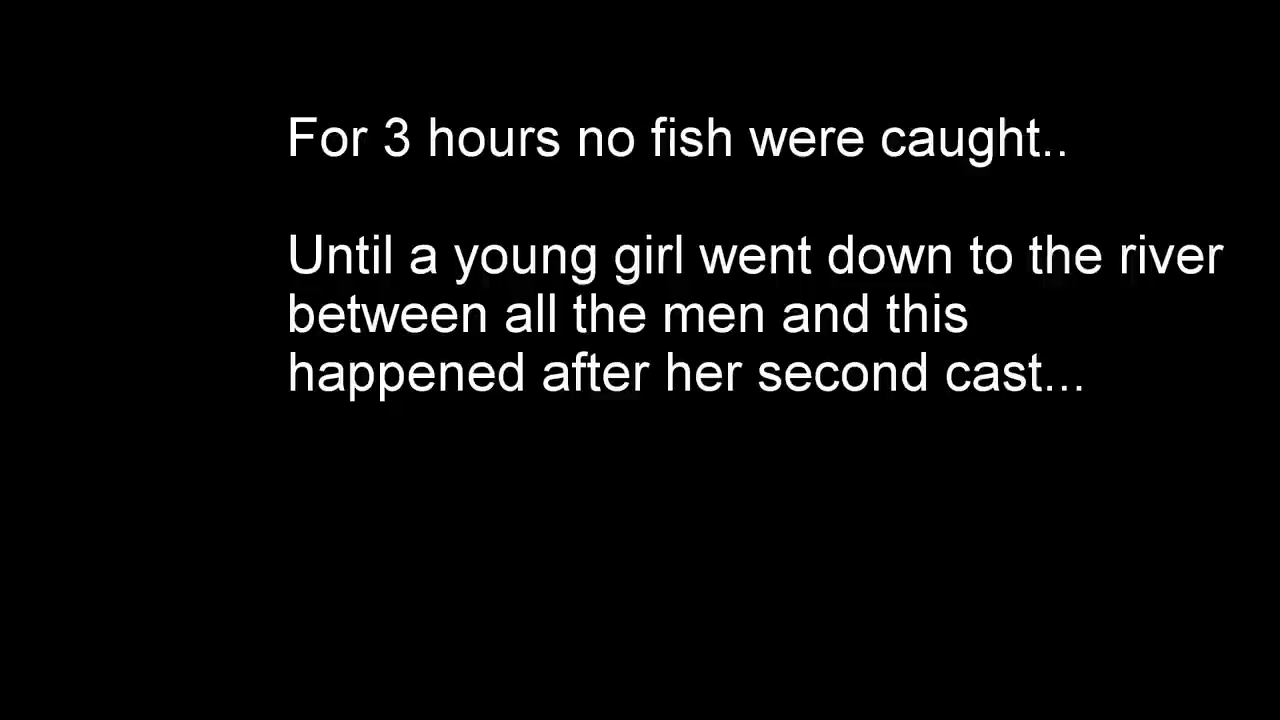 For 3 hours no fish were caught..
Until a young girl went down to the river
between all the men and this
happened after her second cast...